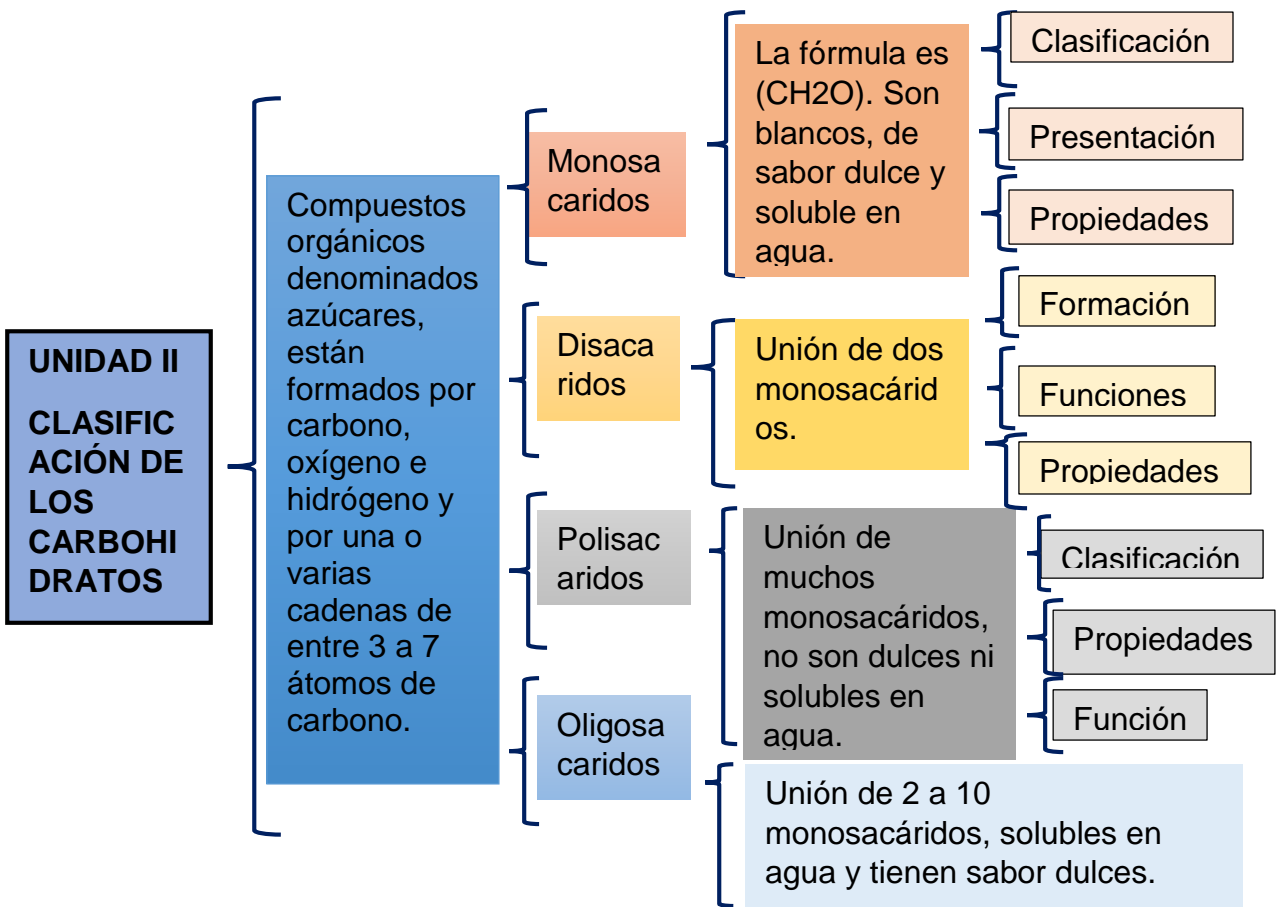 UNIDAD II
CLASIFIC
ACIÓN DE
LOS
CARBOHI
DRATOS
Compuestos
orgánicos
denominados
azúcares,
están
formados por
carbono,
oxígeno e
hidrógeno y
por una o
varias
cadenas de
entre 3 a 7
átomos de
carbono.
Monosa
caridos
La fórmula es
(CH2O). Son
blancos, de
sabor dulce y
soluble en
agua.
Clasificación
Presentación
Propiedades
Disaca
ridos
Unión de dos
monosacárid
os.
Formación
Funciones
Propiedades
Polisac
aridos
Unión de
muchos
monosacáridos,
no son dulces ni
solubles en
agua.
Clasificación
Propiedades
Función
Oligosa
caridos
Unión de 2 a 10
monosacáridos, solubles en
agua y tienen sabor dulces.